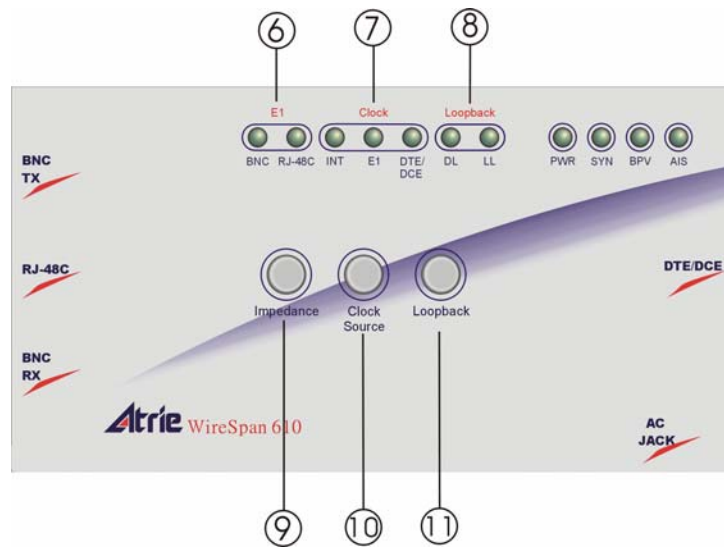 ⑥ ⑦ ⑧
E1 Clock Loopback
BNC RJ-48C INT E1 DTE/ DL LL PWR SYN BPV AIS
DCE
BNC
TX
RJ-48C
DTE/DCE
Impedance Clock Loopback
Source
BNC
RX
Atrie WireSpan 610
AC
JACK
⑨ ⑩ ⑪